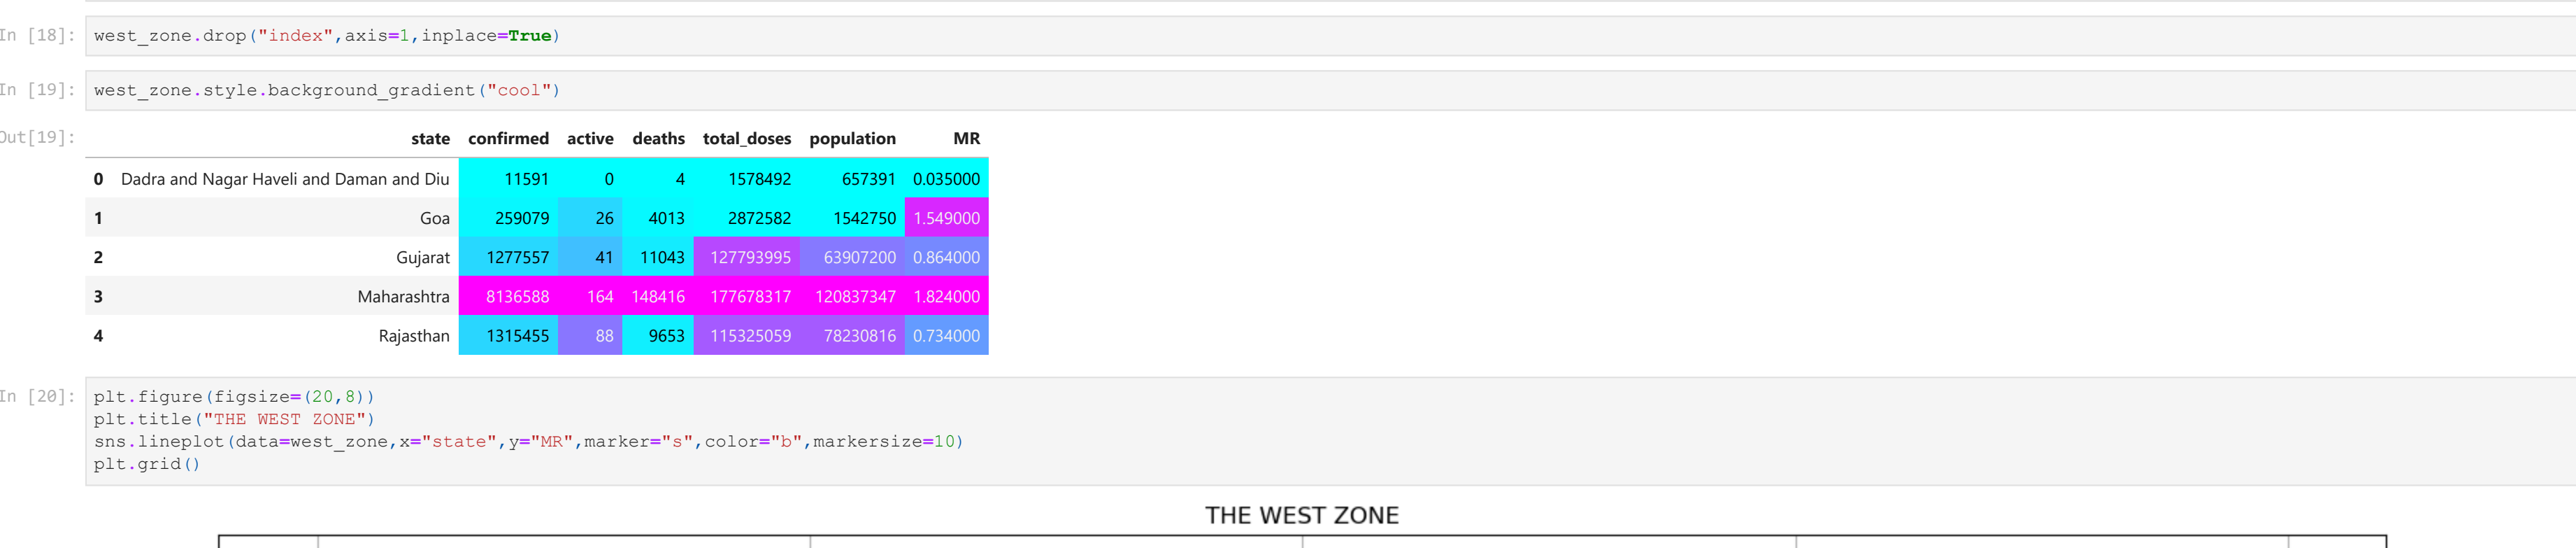 In [18]: west_zone.drop("index",axis=1,inplace=True)
In [19]: west_zone.style.background_gradient("cool")
Out[19]:
state confirmed active deaths total_doses population MR
0 Dadra and Nagar Haveli and Daman and Diu 11591 0 4 1578492 657391 0.035000
1 Goa 259079 26 4013 2872582 1542750 1.549000
2 Gujarat 1277557 41 11043 127793995 63907200 0.864000
3 Maharashtra 8136588 164 148416 177678317 120837347 1.824000
4 Rajasthan 1315455 88 9653 115325059 78230816 0.734000
In [20]: plt.figure(figsize=(20,8))
plt.title("THE WEST ZONE")
sns.lineplot(data=west_zone,x="state",y="MR",marker="s",color="b",markersize=10)
plt.grid()
THE WEST ZONE